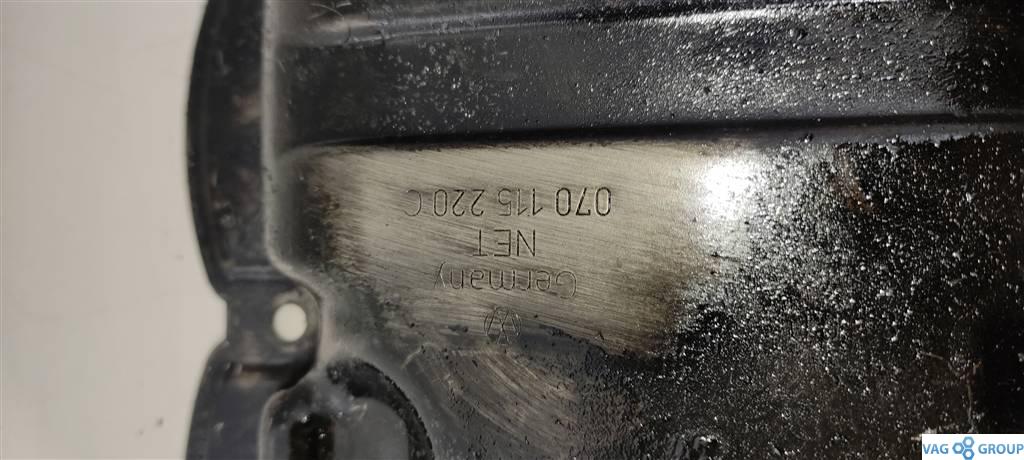 070 115 220 C
NET
Germany
VAG GROUP